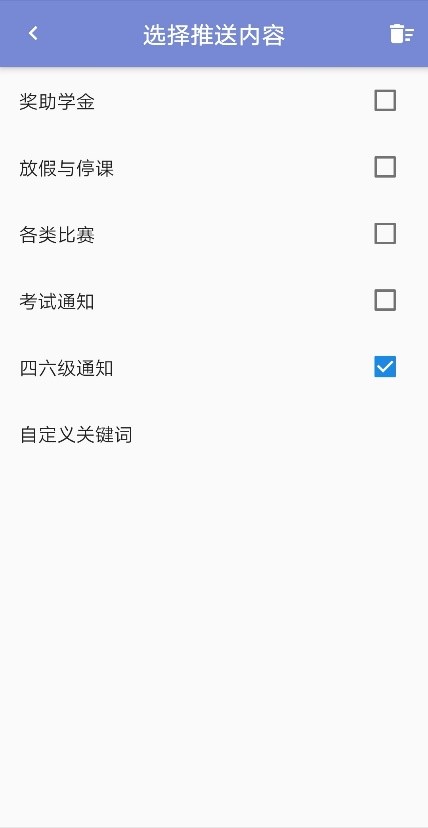 选择推送内容
奖助学金
放假与停课
各类比赛
考试通知
四六级通知
自定义关键词